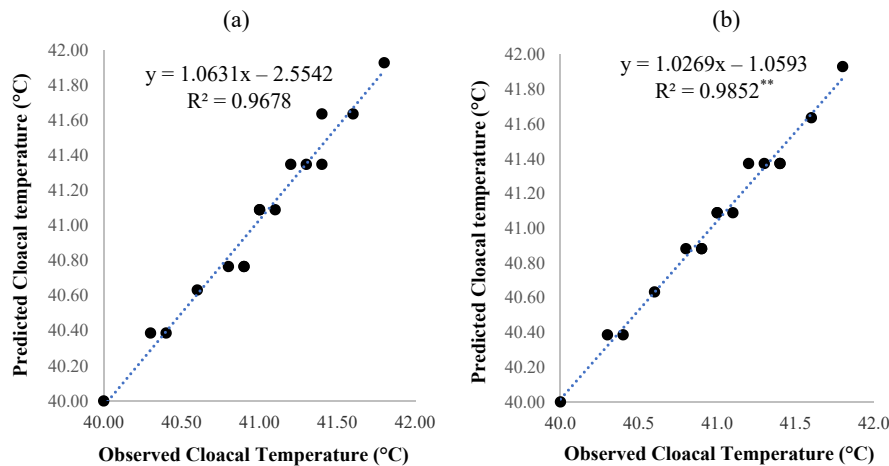 (a)
42.00
41.80
41.60
41.40
41.20
41.00
40.80
40.60
40.40
40.20
40.00
y = 1.0631x – 2.5542
R² = 0.9678
40.00 40.50 41.00 41.50 42.00
Predicted Cloacal temperature (°C)
Observed Cloacal Temperature (°C)
(b)
42.00
41.80
41.60
41.40
41.20
41.00
40.80
40.60
40.40
40.20
40.00
y = 1.0269x – 1.0593
R² = 0.9852**
40.0 40.5 41.0 41.5 42.0
Predicted Cloacal temperature (°C)
Observed Cloacal Temperature (°C)